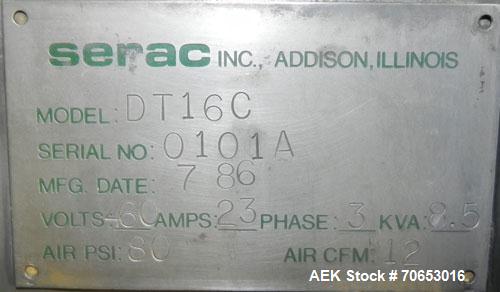 serac INC., ADDISON, ILLINOIS
MODEL: DT16C
SERIAL NO: 0101A
MFG. DATE: 7 86
VOLTS: 460 AMPS: 23 PHASE: 3 KVA: 8.5
AIR PSI: 80 AIR CFM: 12
AEK Stock # 70653016